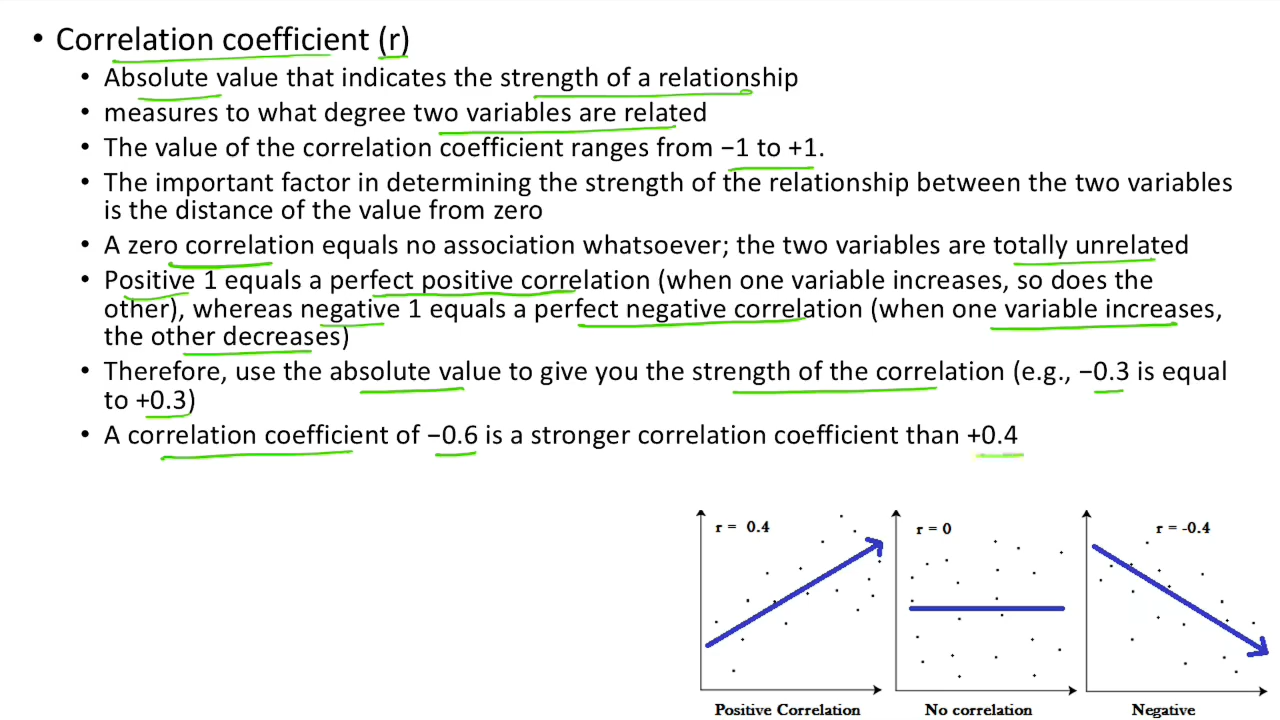 • Correlation coefficient (r)
• Absolute value that indicates the strength of a relationship
• measures to what degree two variables are related
• The value of the correlation coefficient ranges from −1 to +1.
• The important factor in determining the strength of the relationship between the two variables
is the distance of the value from zero
• A zero correlation equals no association whatsoever; the two variables are totally unrelated
• Positive 1 equals a perfect positive correlation (when one variable increases, so does the
other), whereas negative 1 equals a perfect negative correlation (when one variable increases,
the other decreases)
• Therefore, use the absolute value to give you the strength of the correlation (e.g., −0.3 is equal
to +0.3)
• A correlation coefficient of −0.6 is a stronger correlation coefficient than +0.4
r = 0.4
r = 0
r = -0.4
Positive Correlation
No correlation
Negative